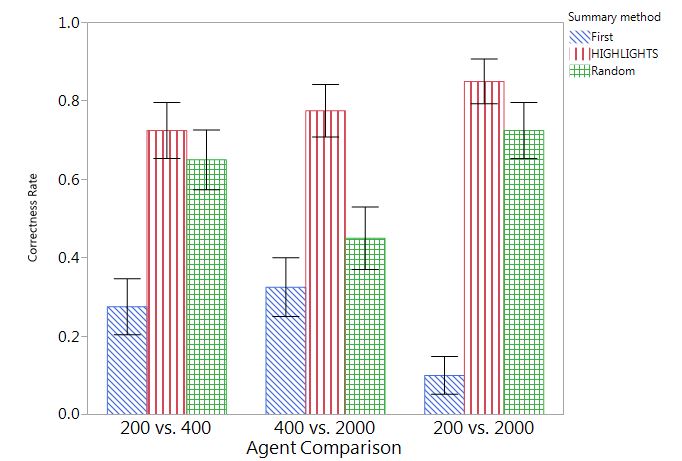 Summary method
First
HIGHLIGHTS
Random
1.0
0.8
0.6
0.4
0.2
0.0
Correctness Rate
200 vs. 400
400 vs. 2000
200 vs. 2000
Agent Comparison